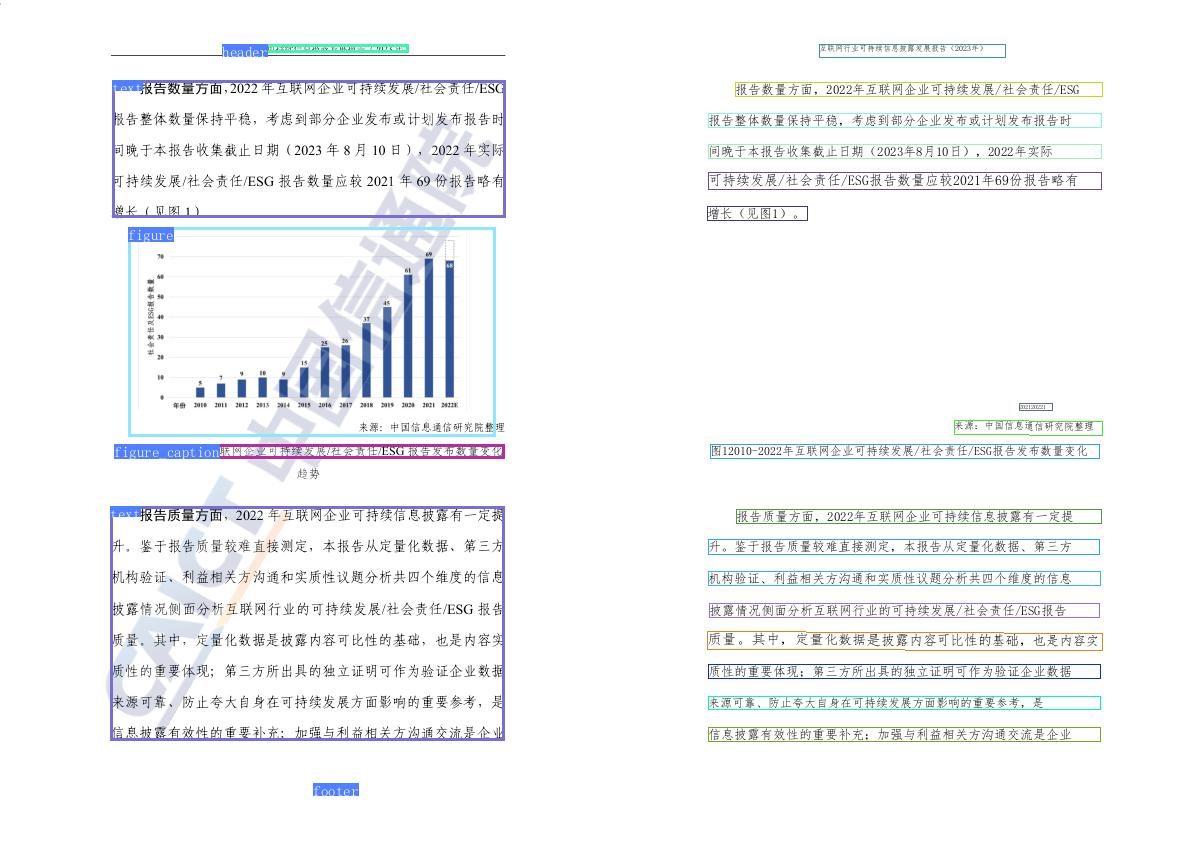 header
text报告数量方面，2022 年互联网企业可持续发展/社会责任/ESG
报告整体数量保持平稳，考虑到部分企业发布或计划发布报告时
间晚于本报告收集截止日期（2023 年 8 月 10 日），2022 年实际
可持续发展/社会责任/ESG 报告数量应较 2021 年 69 份报告略有
增长（见图 1）
figure
社会责任及ESG报告数量
70
60
50
40
30
20
10
0
5 7 9 10 9 15 25 26 37 45 61 69 68
年份 2010 2011 2012 2013 2014 2015 2016 2017 2018 2019 2020 2021 2022E
来源：中国信息通信研究院整理
figure_caption 联网企业可持续发展/社会责任/ESG 报告发布数量变化
趋势
text报告质量方面，2022 年互联网企业可持续信息披露有一定提
升。鉴于报告质量较难直接测定，本报告从定量化数据、第三方
机构验证、利益相关方沟通和实质性议题分析共四个维度的信息
披露情况侧面分析互联网行业的可持续发展/社会责任/ESG 报告
质量。其中，定量化数据是披露内容可比性的基础，也是内容实
质性的重要体现；第三方所出具的独立证明可作为验证企业数据
来源可靠、防止夸大自身在可持续发展方面影响的重要参考，是
信息披露有效性的重要补充；加强与利益相关方沟通交流是企业
footer
CAICT 中国信通院
互联网行业可持续信息披露发展报告（2023年）
报告数量方面，2022年互联网企业可持续发展/社会责任/ESG
报告整体数量保持平稳，考虑到部分企业发布或计划发布报告时
间晚于本报告收集截止日期（2023年8月10日），2022年实际
可持续发展/社会责任/ESG报告数量应较2021年69份报告略有
增长（见图1）。
来源：中国信息通信研究院整理
图12010-2022年互联网企业可持续发展/社会责任/ESG报告发布数量变化
报告质量方面，2022年互联网企业可持续信息披露有一定提
升。鉴于报告质量较难直接测定，本报告从定量化数据、第三方
机构验证、利益相关方沟通和实质性议题分析共四个维度的信息
披露情况侧面分析互联网行业的可持续发展/社会责任/ESG报告
质量。其中，定量化数据是披露内容可比性的基础，也是内容实
质性的重要体现；第三方所出具的独立证明可作为验证企业数据
来源可靠、防止夸大自身在可持续发展方面影响的重要参考，是
信息披露有效性的重要补充；加强与利益相关方沟通交流是企业